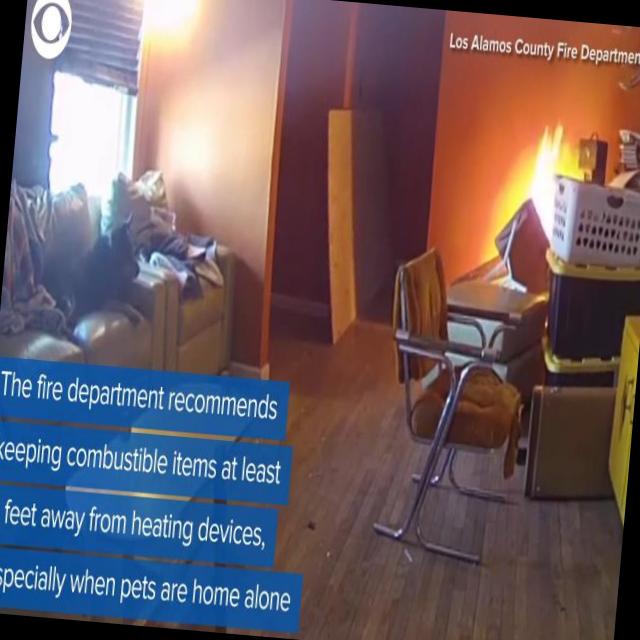 Los Alamos County Fire Departmen
The fire department recommends
keeping combustible items at least
feet away from heating devices,
specially when pets are home alone